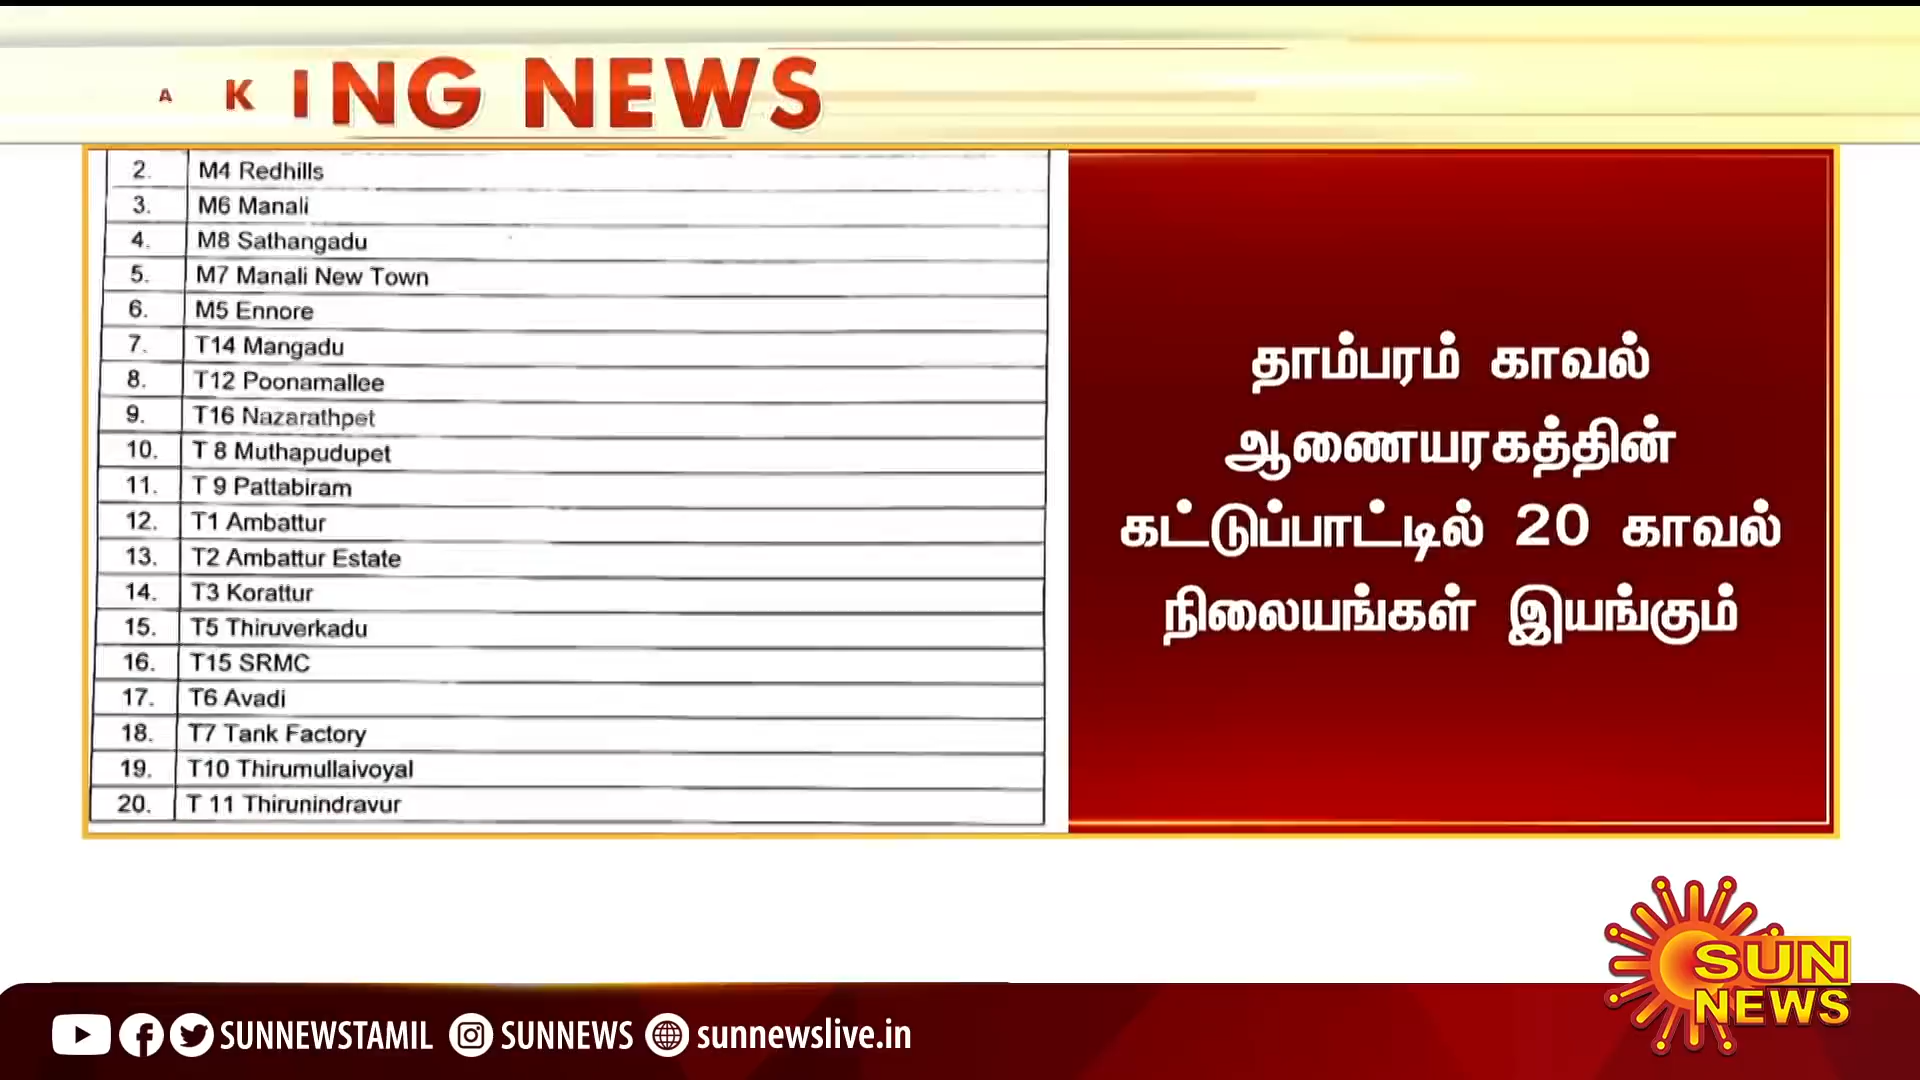 A KING NEWS
2. M4 Redhills
3. M6 Manali
4. M8 Sathangadu
5. M7 Manali New Town
6. M5 Ennore
7. T14 Mangadu
8. T12 Poonamallee
9. T16 Nazarathpet
10. T 8 Muthapudupet
11. T 9 Pattabiram
12. T1 Ambattur
13. T2 Ambattur Estate
14. T3 Korattur
15. T5 Thiruverkadu
16. T15 SRMC
17. T6 Avadi
18. T7 Tank Factory
19. T10 Thirumullaivoyal
20. T 11 Thirunindravur
தாம்பரம் காவல்
ஆணையரகத்தின்
கட்டுப்பாட்டில் 20 காவல்
நிலையங்கள் இயங்கும்
SUN
NEWS
SUNNEWSTAMIL SUNNEWS sunnewslive.in